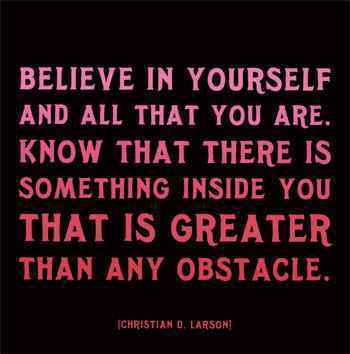 BELIEVE IN YOURSELF
AND ALL THAT YOU ARE.
KNOW THAT THERE IS
SOMETHING INSIDE YOU
THAT IS GREATER
THAN ANY OBSTACLE.
[CHRISTIAN D. LARSON]